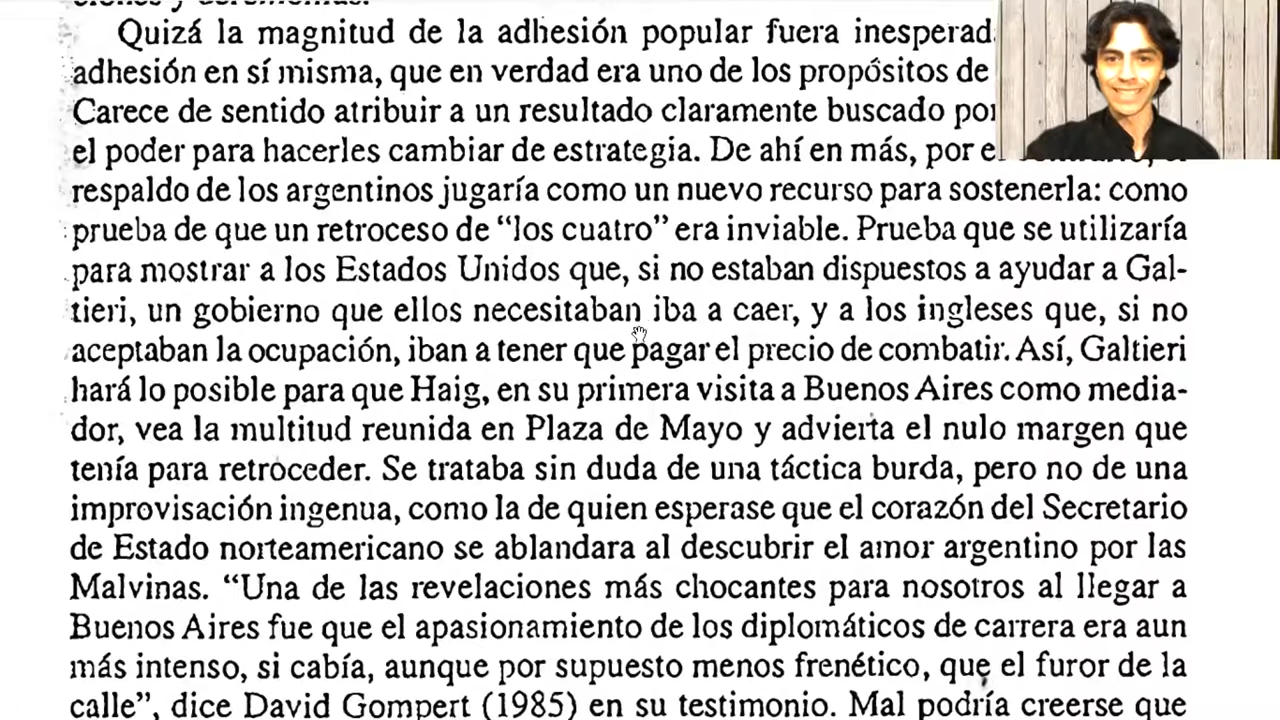 Quizá la magnitud de la adhesión popular fuera
adhesión en sí misma, que en verdad era uno de los propósitos de
Carece de sentido atribuir a un resultado claramente buscado por
el poder para hacerles cambiar de estrategia. De ahí en más, por
respaldo de los argentinos jugaría como un nuevo recurso para sostenerla: como
prueba de que un retroceso de “los cuatro” era inviable. Prueba que se utilizaría
para mostrar a los Estados Unidos que, si no estaban dispuestos a ayudar a Gal-
tieri, un gobierno que ellos necesitaban iba a caer, y a los ingleses que, si no
aceptaban la ocupación, iban a tener que pagar el precio de combatir. Así, Galtieri
hará lo posible para que Haig, en su primera visita a Buenos Aires como media-
dor, vea la multitud reunida en Plaza de Mayo y advierta el nulo margen que
tenía para retroceder. Se trataba sin duda de una táctica burda, pero no de una
improvisación ingenua, como la de quien esperase que el corazón del Secretario
de Estado norteamericano se ablandara al descubrir el amor argentino por las
Malvinas. “Una de las revelaciones más chocantes para nosotros al llegar a
Buenos Aires fue que el apasionamiento de los diplomáticos de carrera era aun
más intenso, si cabía, aunque por supuesto menos frenético, que el furor de la
calle”, dice David Gompert (1985) en su testimonio. Mal podría creerse que